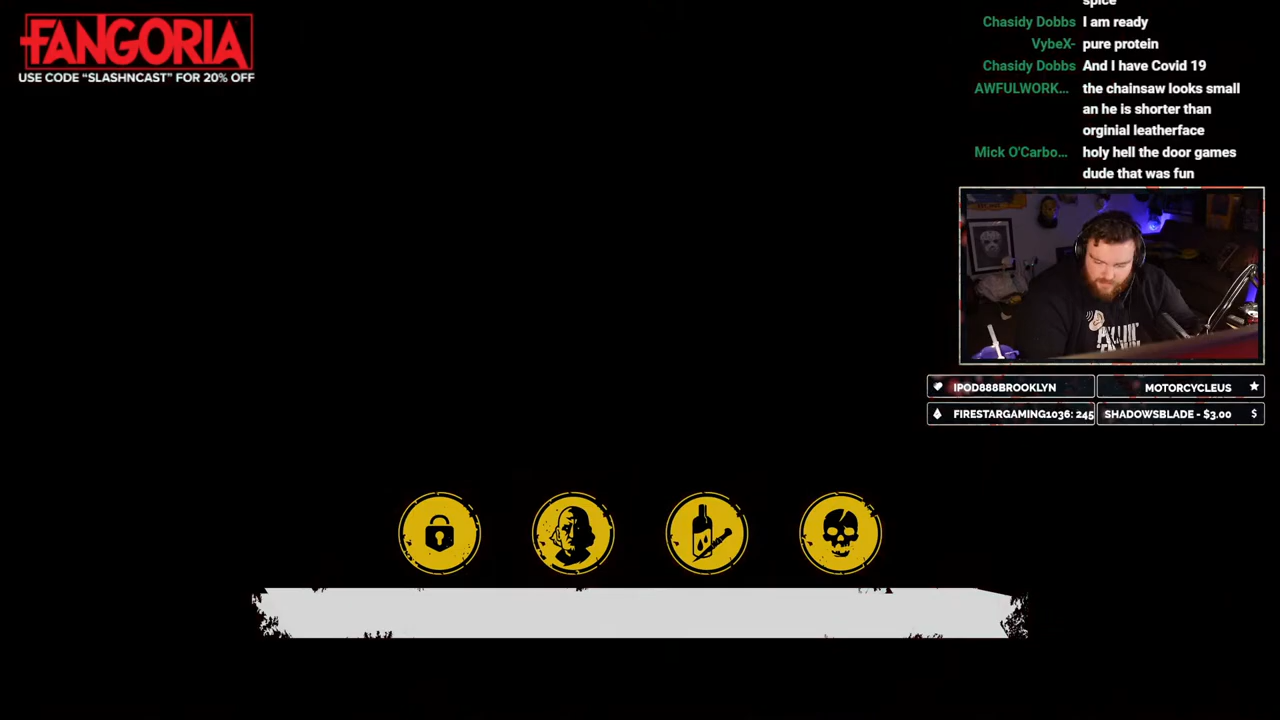 FANGORIA
USE CODE “SLASHNCAST” FOR 20% OFF
spice
Chasidy Dobbs I am ready
VybeX- pure protein
Chasidy Dobbs And I have Covid 19
AWFULWORK... the chainsaw looks small
an he is shorter than
orginial leatherface
Mick O'Carbo... holy hell the door games
dude that was fun
IPOD888BROOKLYN
MOTORCYCLEUS
FIRESTARGAMING1036: 245
SHADOWSBLADE - $3.00 $